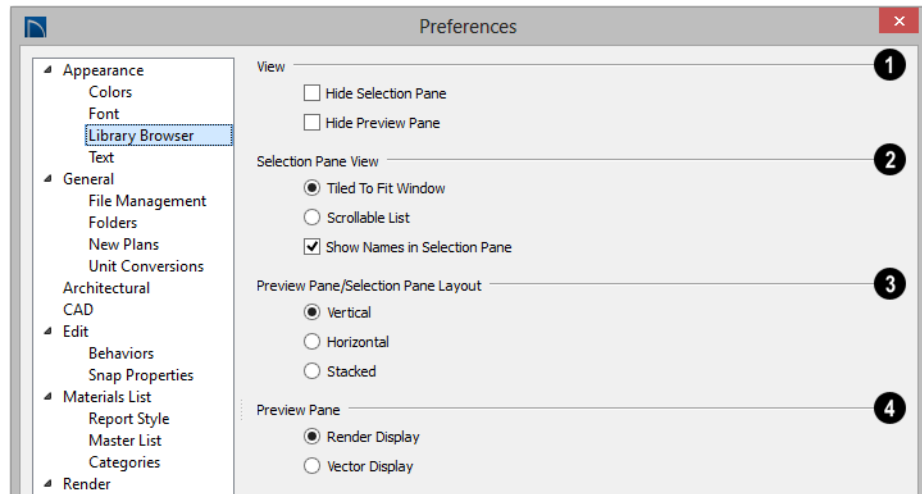 Preferences
Appearance
Colors
Font
Library Browser
Text
General
File Management
Folders
New Plans
Unit Conversions
Architectural
CAD
Edit
Behaviors
Snap Properties
Materials List
Report Style
Master List
Categories
Render
View
1
Hide Selection Pane
Hide Preview Pane
Selection Pane View
2
Tiled To Fit Window
Scrollable List
Show Names in Selection Pane
Preview Pane/Selection Pane Layout
3
Vertical
Horizontal
Stacked
Preview Pane
4
Render Display
Vector Display